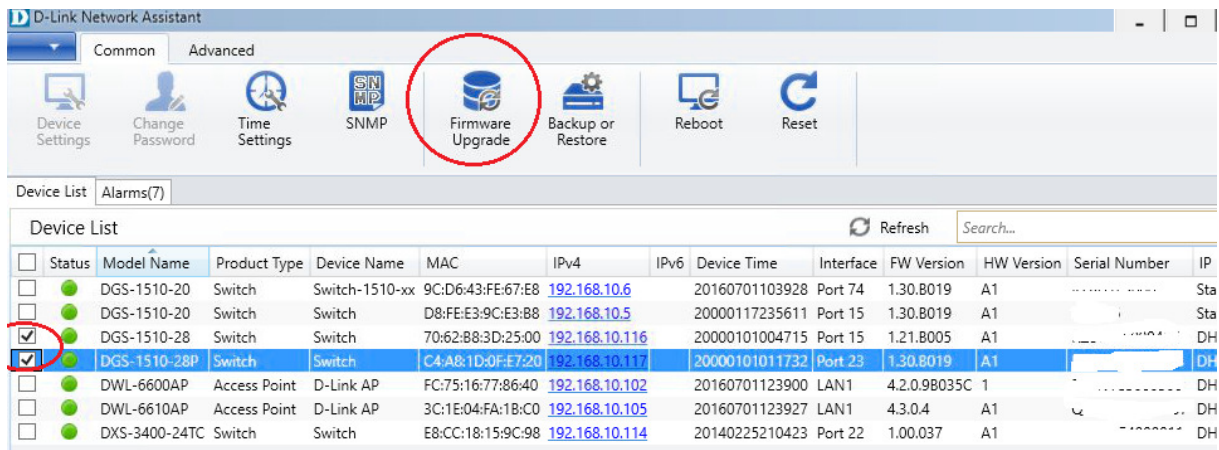 D-Link Network Assistant
Common Advanced
Device Settings Change Password Time Settings SNMP Firmware Upgrade Backup or Restore Reboot Reset
Device List Alarms(7)
Device List Refresh Search...
Status Model Name Product Type Device Name MAC IPv4 IPv6 Device Time Interface FW Version HW Version Serial Number IP
DGS-1510-20 Switch Switch-1510-xx 9C:D6:43:FE:67:E8 192.168.10.6 20160701103928 Port 74 1.30.B019 A1 Sta
DGS-1510-20 Switch Switch D8:FE:E3:9C:E3:B8 192.168.10.5 20000117235611 Port 15 1.30.B019 A1 Sta
DGS-1510-28 Switch Switch 70:62:B8:3D:25:00 192.168.10.116 20000101004715 Port 15 1.21.B005 A1 DH
DGS-1510-28P Switch Switch C4:A8:1D:0F:E7:20 192.168.10.117 20000101011732 Port 23 1.30.B019 A1 DH
DWL-6600AP Access Point D-Link AP FC:75:16:77:86:40 192.168.10.102 20160701123900 LAN1 4.2.0.9B035C 1 DH
DWL-6610AP Access Point D-Link AP 3C:1E:04:FA:1B:C0 192.168.10.105 20160701123927 LAN1 4.3.0.4 A1 DH
DXS-3400-24TC Switch Switch E8:CC:18:15:9C:98 192.168.10.114 20140225210423 Port 22 1.00.037 A1 DH